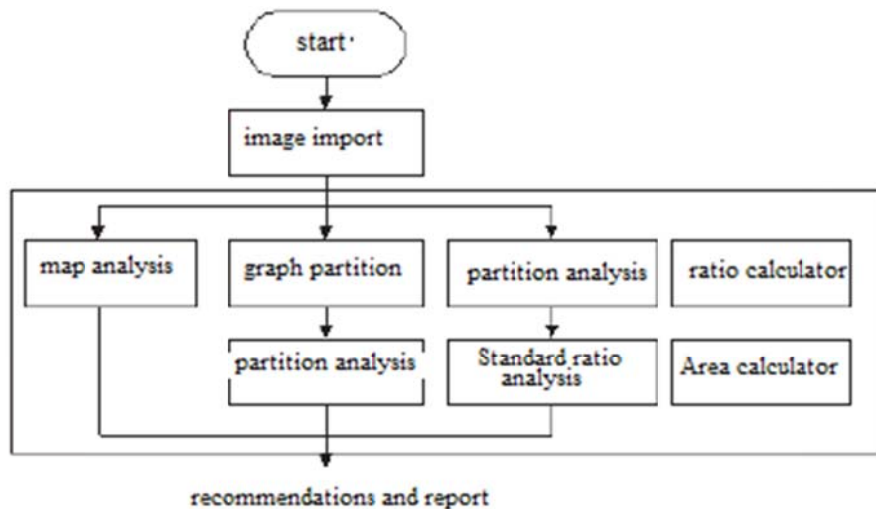 start
image import
map analysis
graph partition
partition analysis
ratio calculator
partition analysis
Standard ratio
analysis
Area calculator
recommendations and report